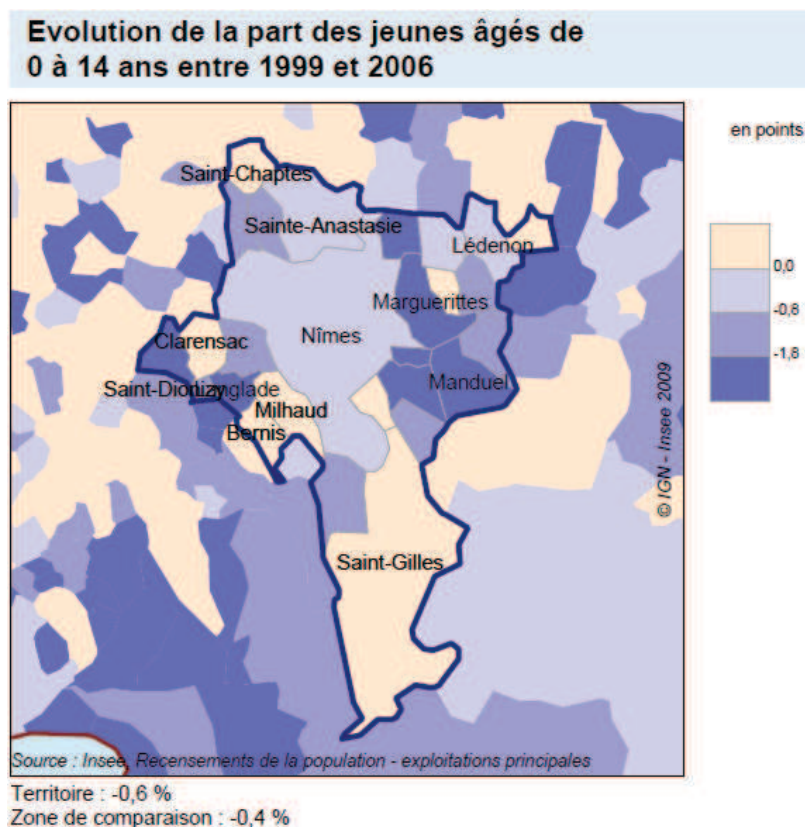 Evolution de la part des jeunes âgés de
0 à 14 ans entre 1999 et 2006
en points
Saint-Chaptes
Sainte-Anastasie
Lédenon
0,0
-0,6
-1,8
Marguerittes
Nîmes
Clarensac
Saint-Dionizy
Langlade
Manduel
Milhaud
Bernis
© IGN - Insee 2009
Saint-Gilles
Source : Insee, Recensements de la population - exploitations principales
Territoire : -0,6 %
Zone de comparaison : -0,4 %